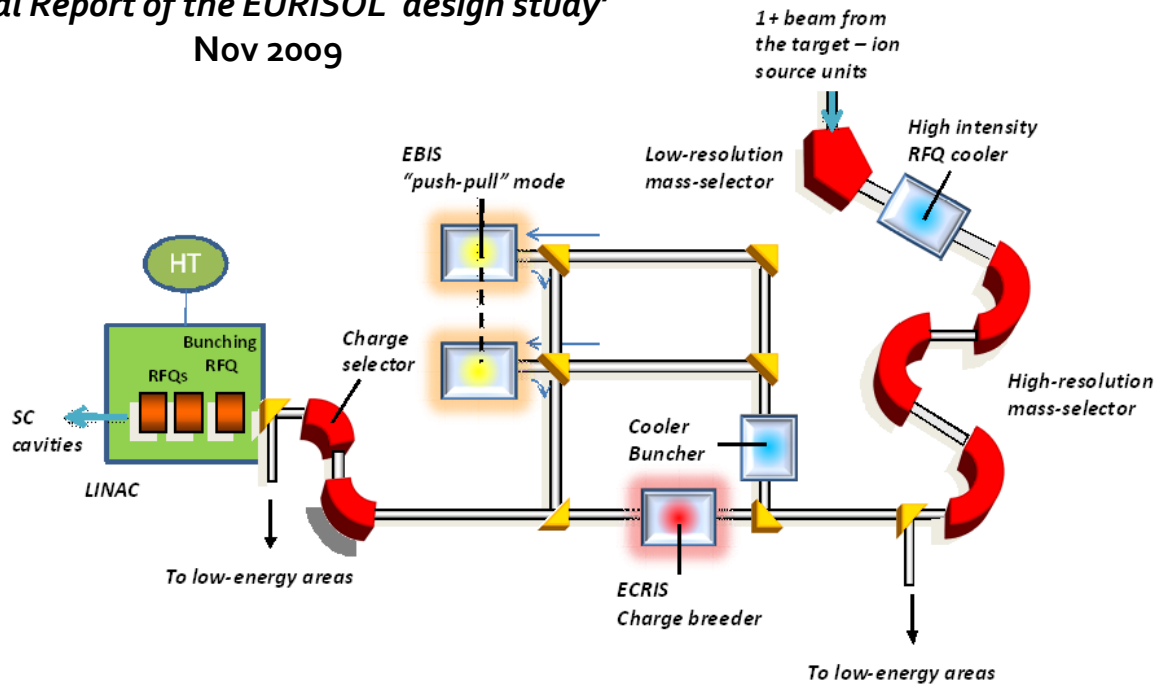 al Report of the EURISOL design study'
Nov 2009
1+ beam from
the target – ion
source units
High intensity
RFQ cooler
Low-resolution
mass-selector
EBIS
"push-pull" mode
HT
Bunching
RFQ
RFQs
Charge
selector
High-resolution
mass-selector
SC
cavities
Cooler
Buncher
LINAC
To low-energy areas
ECRIS
Charge breeder
To low-energy areas